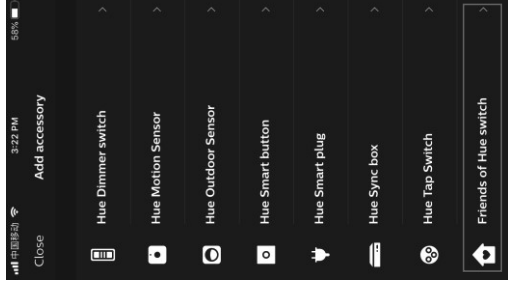 中国移动 3:22 PM 58%
Close Add accessory
Hue Dimmer switch
Hue Motion Sensor
Hue Outdoor Sensor
Hue Smart button
Hue Smart plug
Hue Sync box
Hue Tap Switch
Friends of Hue switch